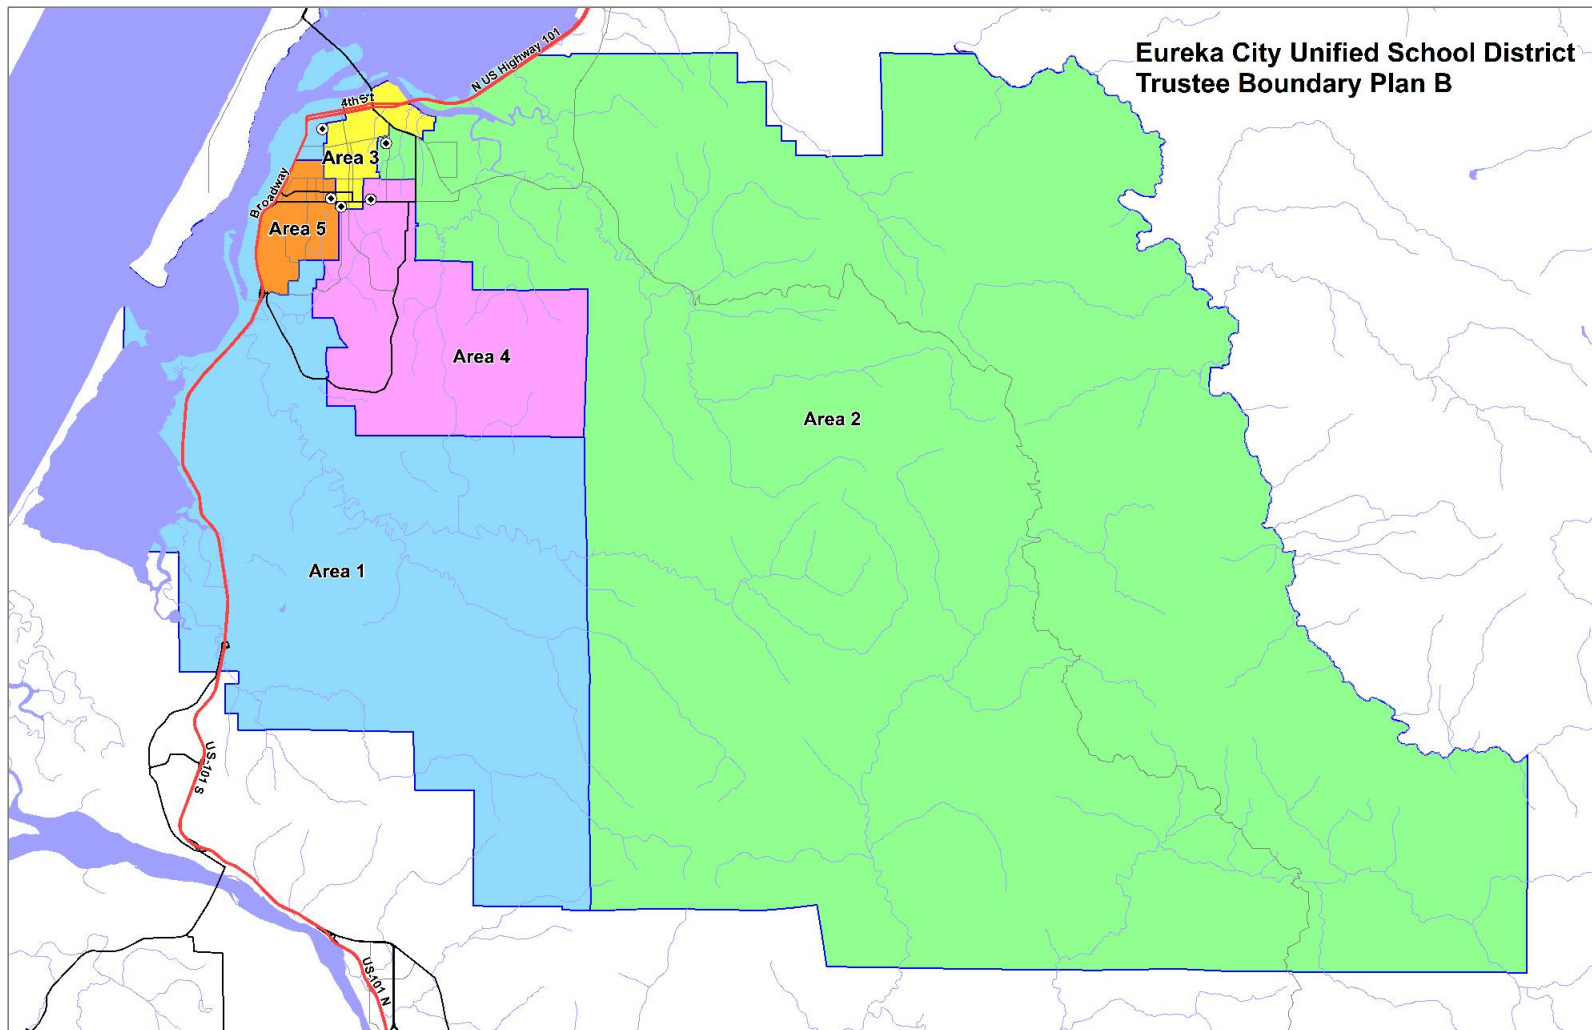 Eureka City Unified School District
Trustee Boundary Plan B
N US Highway 101
4th St
Area 3
Broadway
Area 5
Area 4
Area 2
Area 1
US-101 S
US-101 N